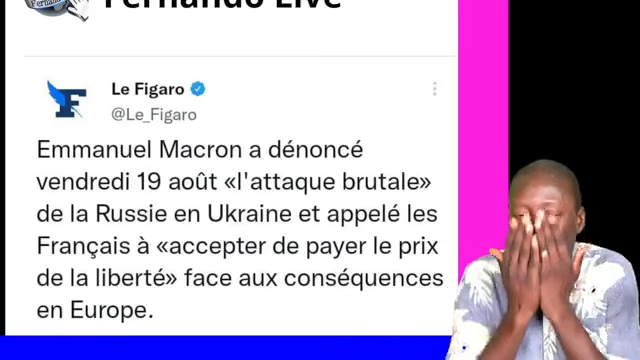 Fernando Live
Fernando
Le Figaro
@Le_Figaro
Emmanuel Macron a dénoncé
vendredi 19 août «l'attaque brutale»
de la Russie en Ukraine et appelé les
Français à «accepter de payer le prix
de la liberté» face aux conséquences
en Europe.